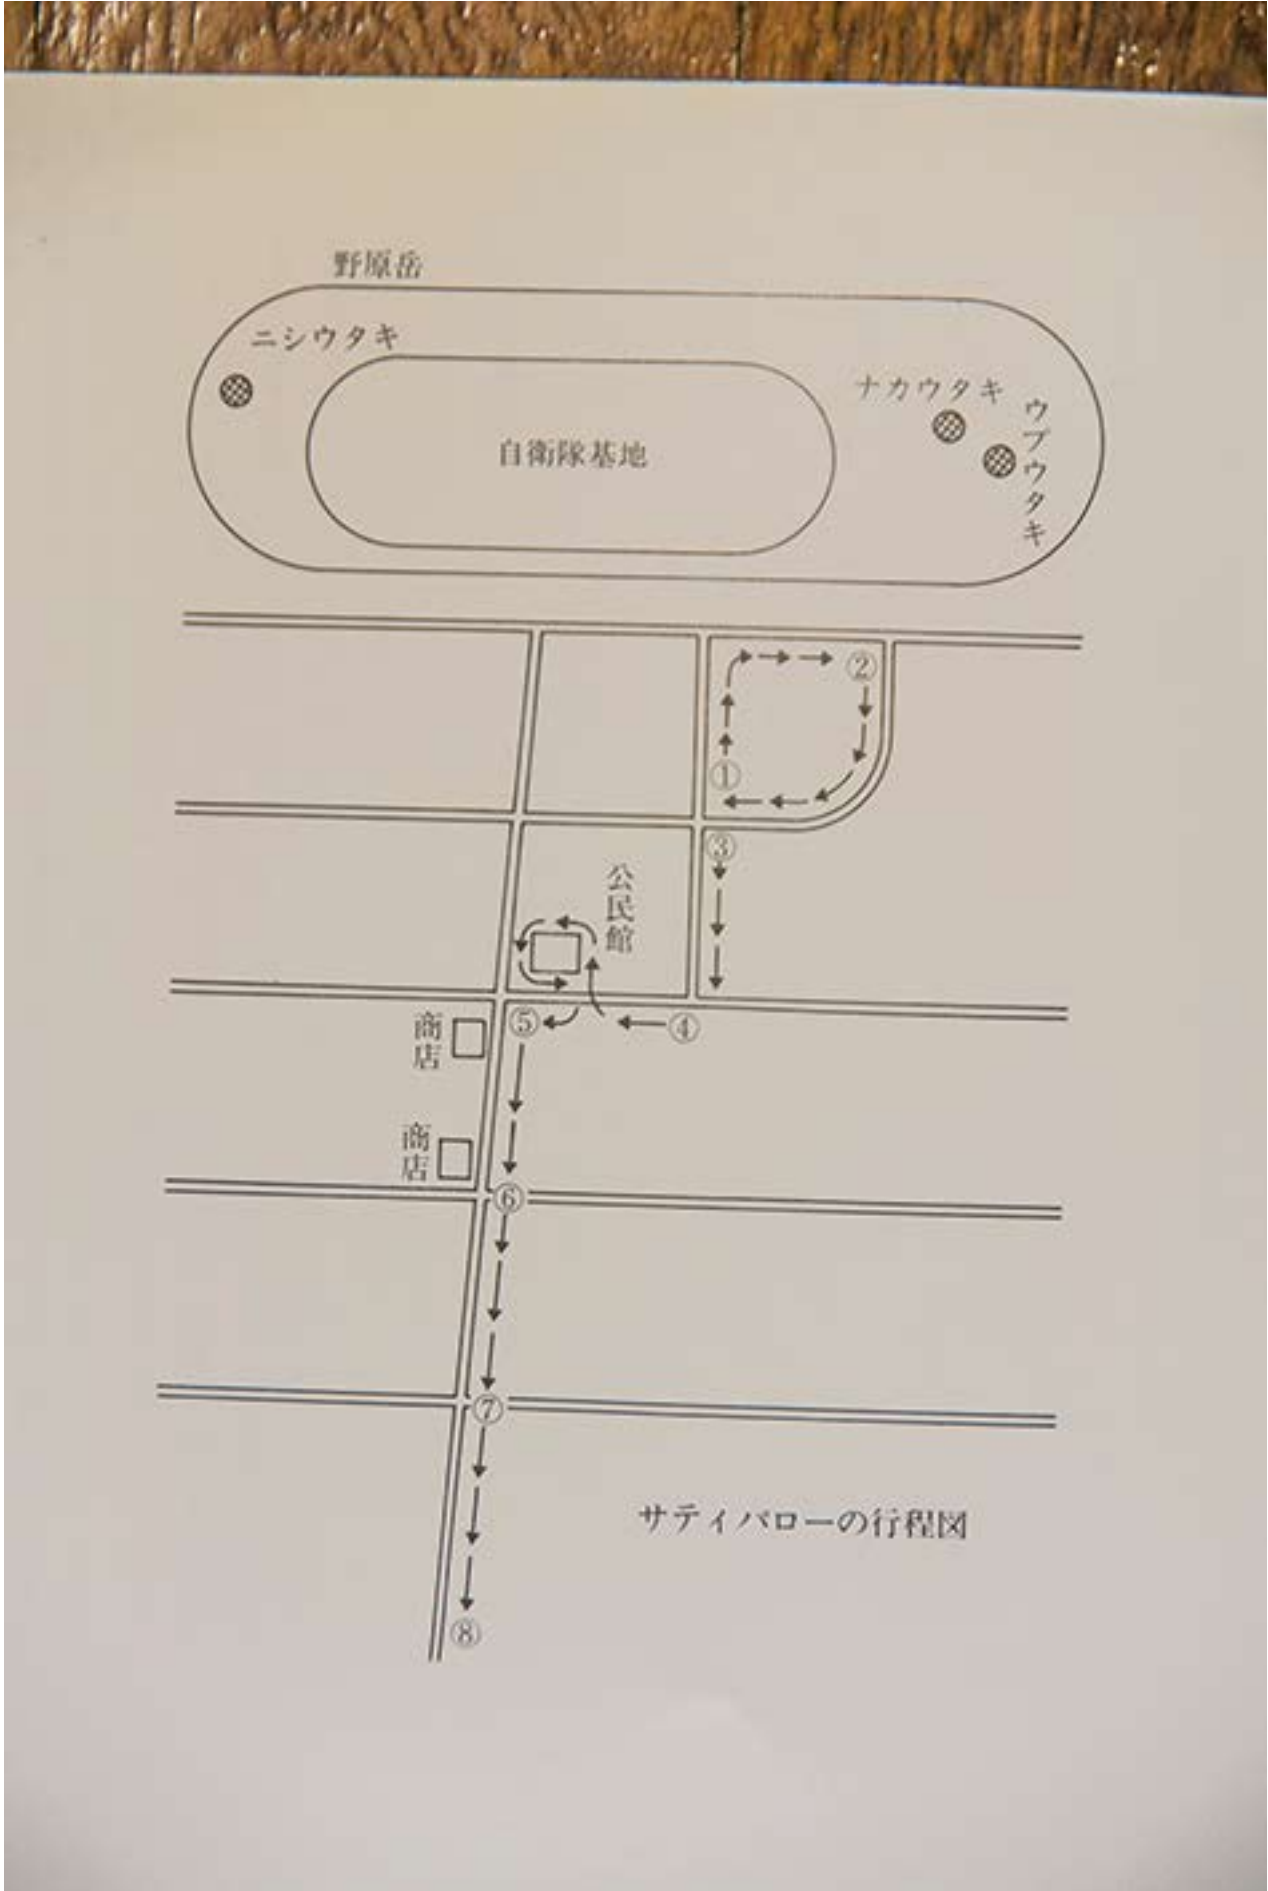 野原岳
ニシウタキ
ナカウタキ
ウプウタキ
自衛隊基地
②
①
③
公民館
⑤
④
商店
商店
⑥
⑦
サティバローの行程図
⑧